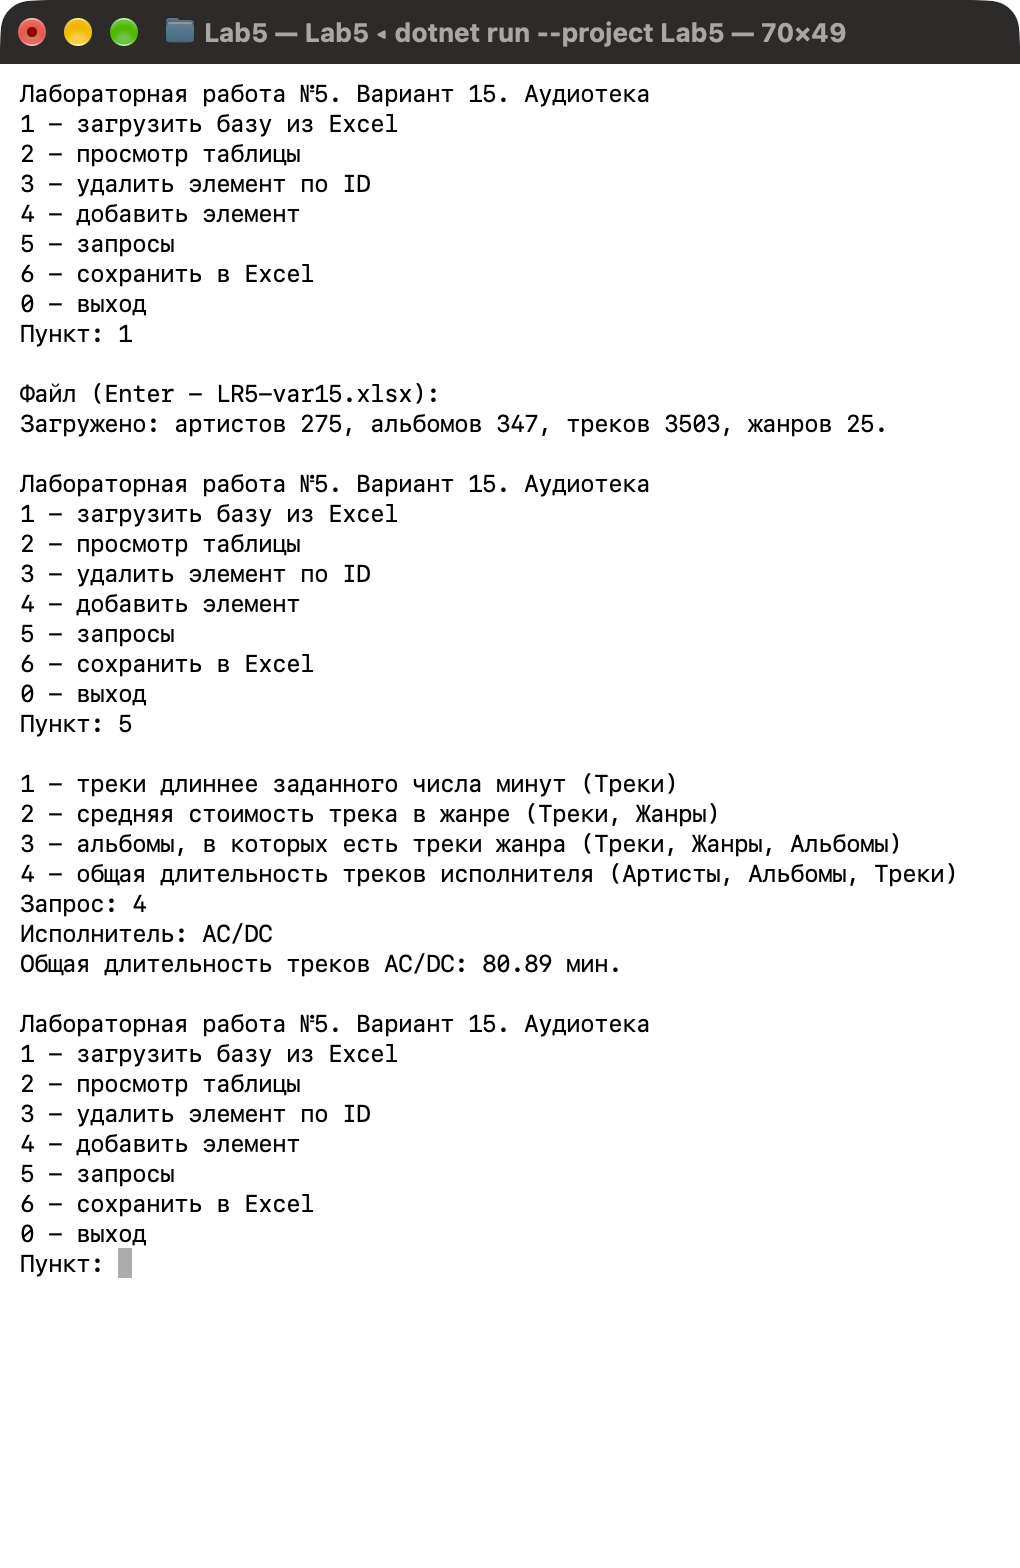 Lab5 — Lab5 ◂ dotnet run --project Lab5 — 70×49
Лабораторная работа №5. Вариант 15. Аудиотека
1 — загрузить базу из Excel
2 — просмотр таблицы
3 — удалить элемент по ID
4 — добавить элемент
5 — запросы
6 — сохранить в Excel
0 — выход
Пункт: 1
Файл (Enter — LR5-var15.xlsx):
Загружено: артистов 275, альбомов 347, треков 3503, жанров 25.
Лабораторная работа №5. Вариант 15. Аудиотека
1 — загрузить базу из Excel
2 — просмотр таблицы
3 — удалить элемент по ID
4 — добавить элемент
5 — запросы
6 — сохранить в Excel
0 — выход
Пункт: 5
1 — треки длиннее заданного числа минут (Треки)
2 — средняя стоимость трека в жанре (Треки, Жанры)
3 — альбомы, в которых есть треки жанра (Треки, Жанры, Альбомы)
4 — общая длительность треков исполнителя (Артисты, Альбомы, Треки)
Запрос: 4
Исполнитель: AC/DC
Общая длительность треков AC/DC: 80.89 мин.
Лабораторная работа №5. Вариант 15. Аудиотека
1 — загрузить базу из Excel
2 — просмотр таблицы
3 — удалить элемент по ID
4 — добавить элемент
5 — запросы
6 — сохранить в Excel
0 — выход
Пункт: